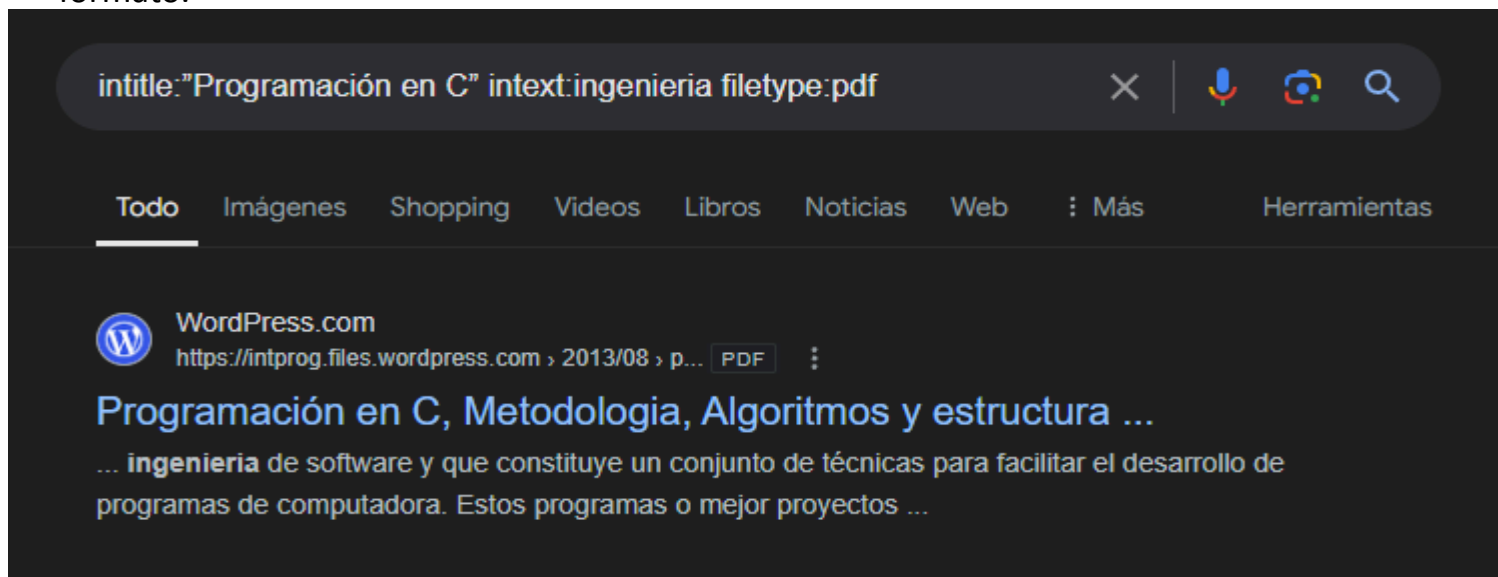 formato.
intitle:”Programación en C” intext:ingenieria filetype:pdf
Todo Imágenes Shopping Videos Libros Noticias Web Más Herramientas
WordPress.com
https://intprog.files.wordpress.com › 2013/08 › p... PDF
Programación en C, Metodologia, Algoritmos y estructura ...
... ingenieria de software y que constituye un conjunto de técnicas para facilitar el desarrollo de
programas de computadora. Estos programas o mejor proyectos ...